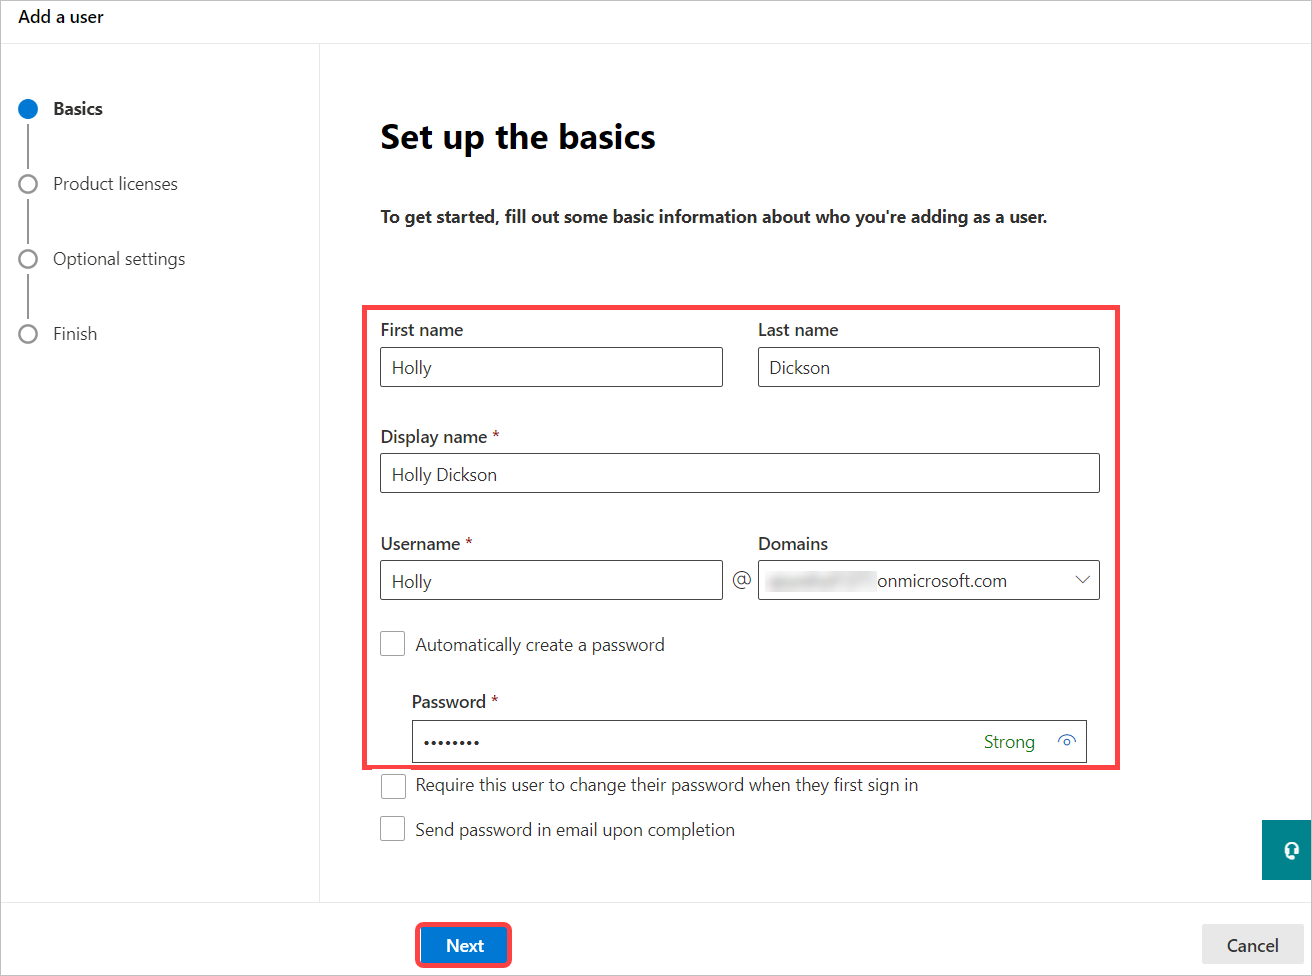 Add a user
Basics
Product licenses
Optional settings
Finish
Set up the basics
To get started, fill out some basic information about who you're adding as a user.
First name
Last name
Holly
Dickson
Display name *
Holly Dickson
Username *
Domains
Holly
@
onmicrosoft.com
Automatically create a password
Password *
••••••••
Strong
Require this user to change their password when they first sign in
Send password in email upon completion
Next
Cancel